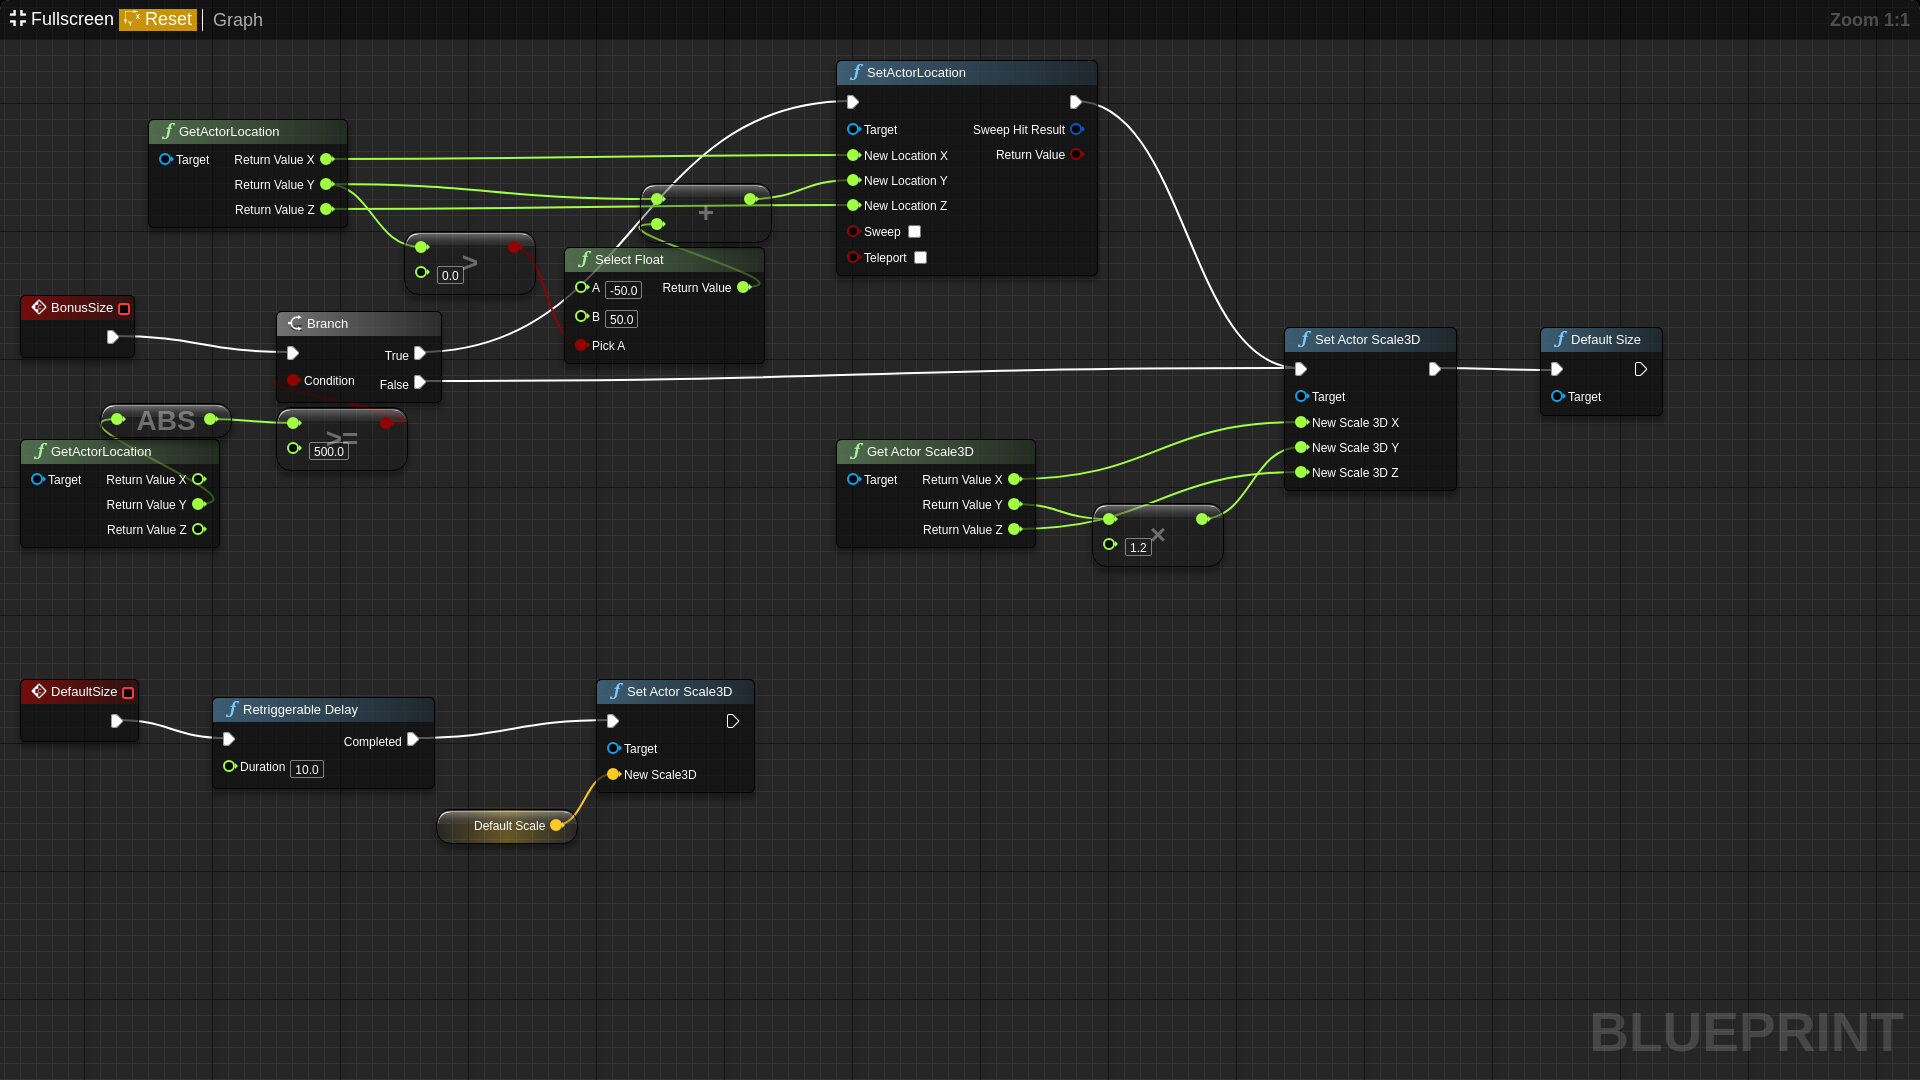 Fullscreen Reset Graph Zoom 1:1
SetActorLocation
Target Sweep Hit Result
New Location X Return Value
New Location Y
New Location Z
Sweep
Teleport
GetActorLocation
Target Return Value X
Return Value Y
Return Value Z
+
>
0.0
Select Float
A -50.0 Return Value
B 50.0
Pick A
BonusSize
Branch
True
Condition False
ABS
>=
500.0
GetActorLocation
Target Return Value X
Return Value Y
Return Value Z
Get Actor Scale3D
Target Return Value X
Return Value Y
Return Value Z
×
1.2
Set Actor Scale3D
Target
New Scale 3D X
New Scale 3D Y
New Scale 3D Z
Default Size
Target
DefaultSize
Retriggerable Delay
Completed
Duration 10.0
Set Actor Scale3D
Target
New Scale3D
Default Scale
BLUEPRINT